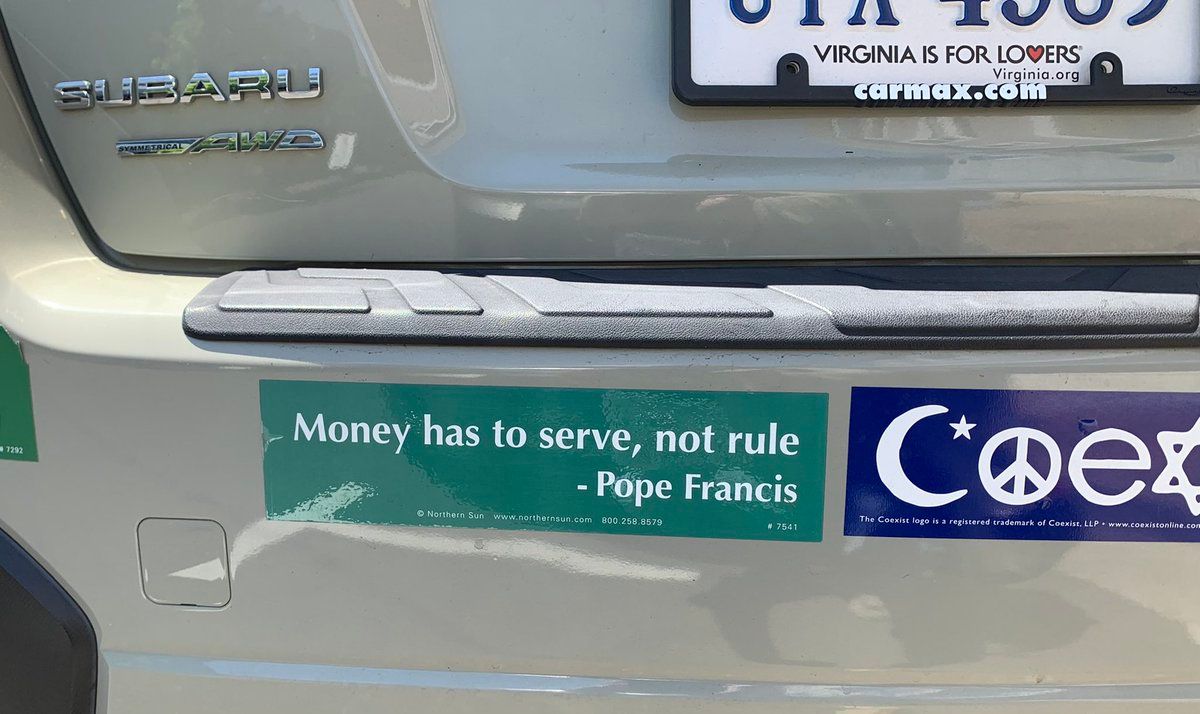 SUBARU
SYMMETRICAL AWD
VIRGINIA IS FOR LOVERS
Virginia.org
carmax.com
Money has to serve, not rule
- Pope Francis
© Northern Sun www.northernsun.com 800.258.8579 # 7541
# 7292
Coex
The Coexist logo is a registered trademark of Coexist, LLP • www.coexistonline.com